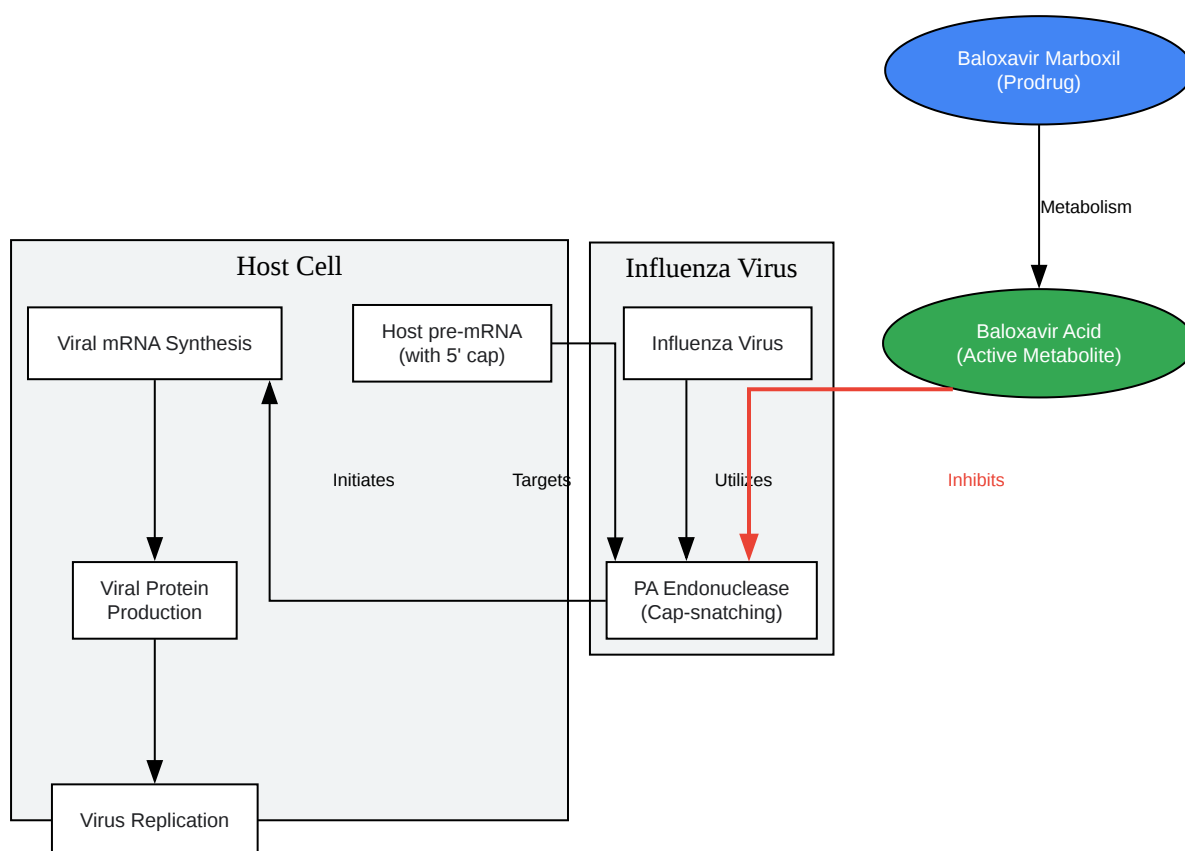 Baloxavir Marboxil
(Prodrug)
Metabolism
Host Cell
Influenza Virus
Viral mRNA Synthesis
Host pre-mRNA
(with 5' cap)
Influenza Virus
Baloxavir Acid
(Active Metabolite)
Initiates
Targets
Utilizes
Inhibits
Viral Protein
Production
PA Endonuclease
(Cap-snatching)
Virus Replication